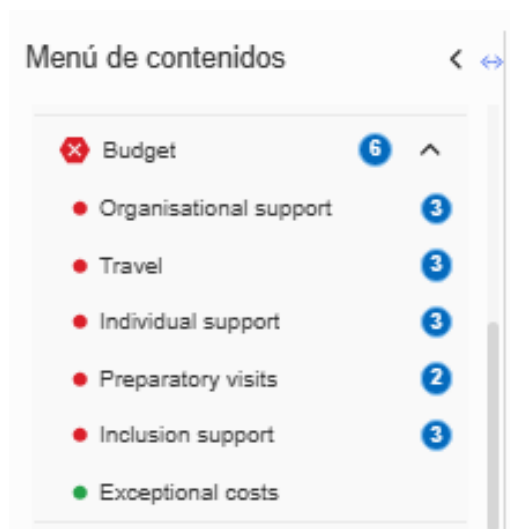 Menú de contenidos
Budget 6
Organisational support 3
Travel 3
Individual support 3
Preparatory visits 2
Inclusion support 3
Exceptional costs